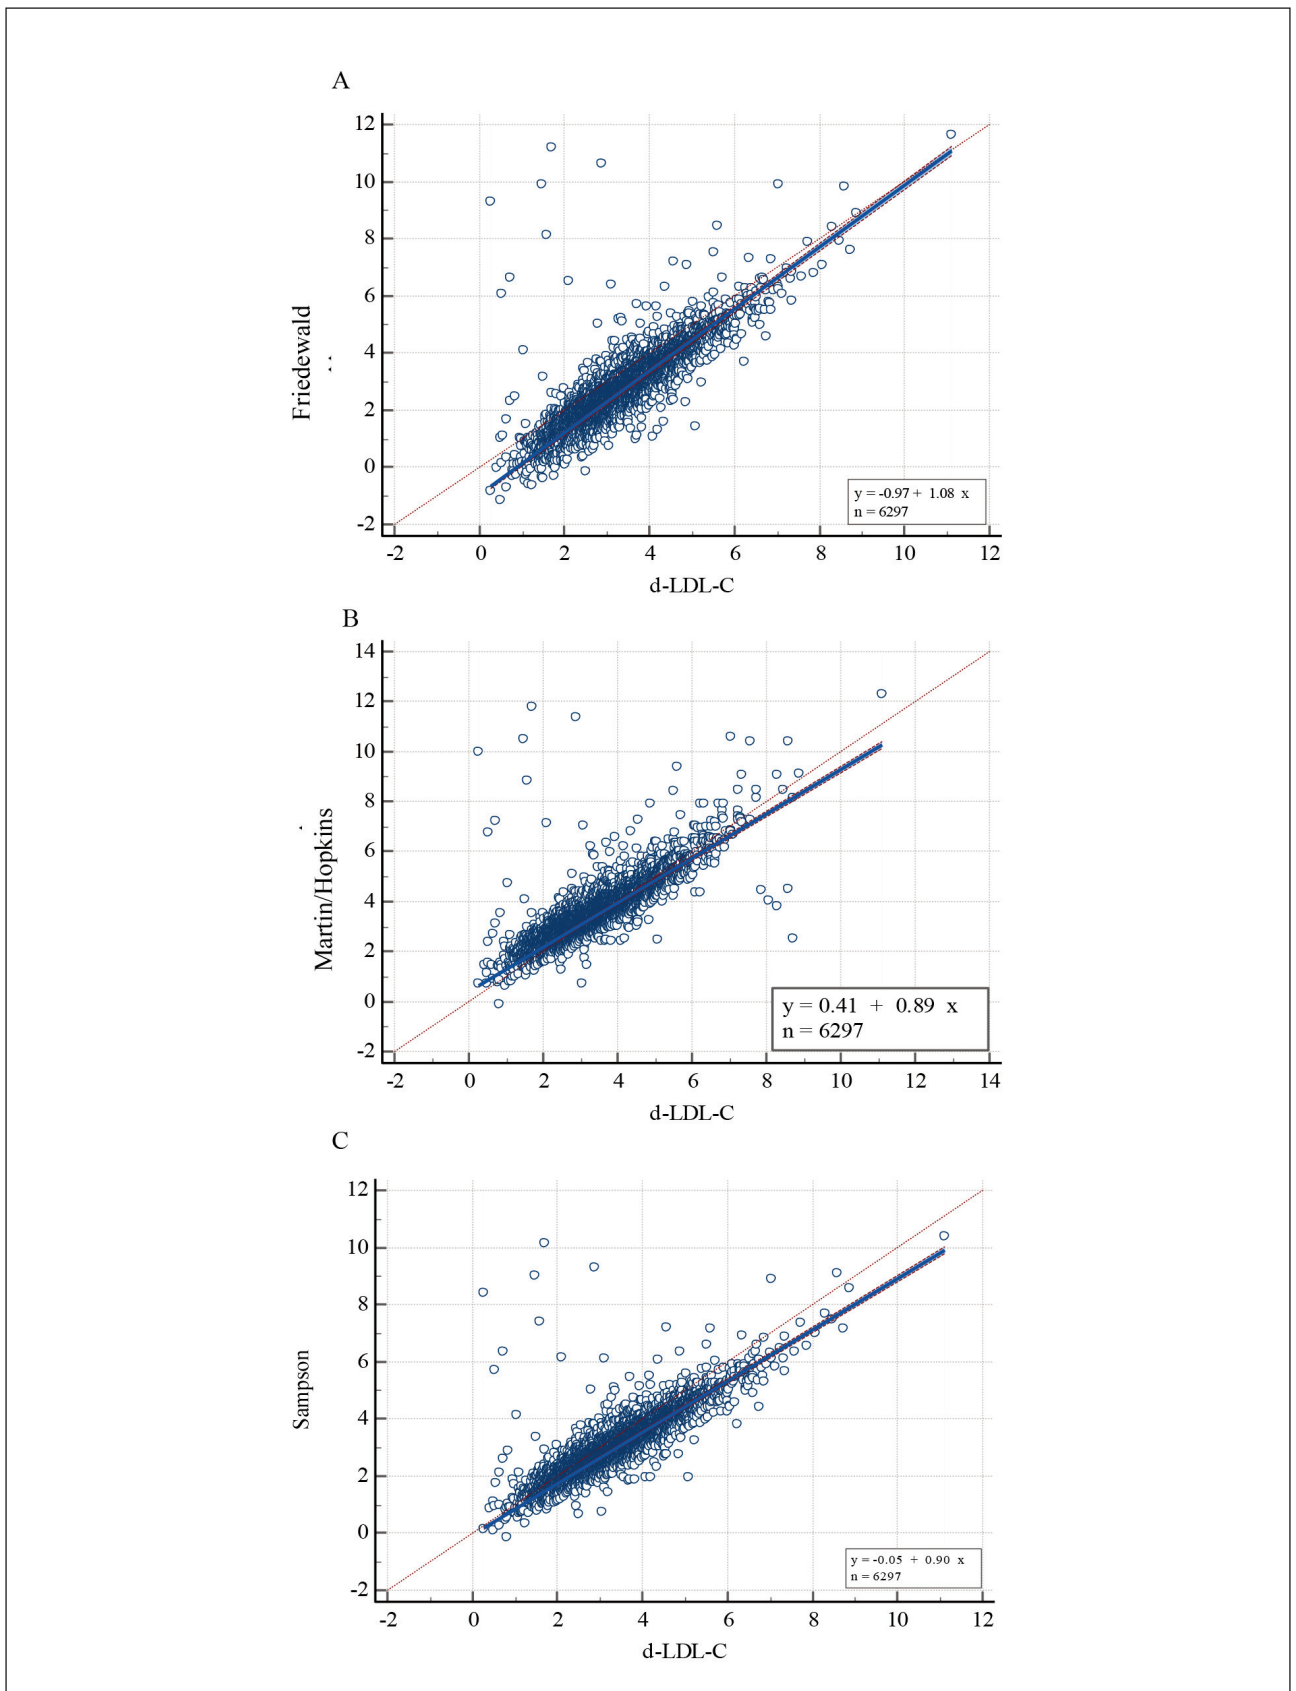 A
12
10
8
6
4
2
0
-2
Friedewald
y = -0.97 + 1.08 x
n = 6297
-2 0 2 4 6 8 10 12
d-LDL-C
B
14
12
10
8
6
4
2
0
-2
Martin/Hopkins
y = 0.41 + 0.89 x
n = 6297
-2 0 2 4 6 8 10 12 14
d-LDL-C
C
12
10
8
6
4
2
0
-2
Sampson
y = -0.05 + 0.90 x
n = 6297
-2 0 2 4 6 8 10 12
d-LDL-C